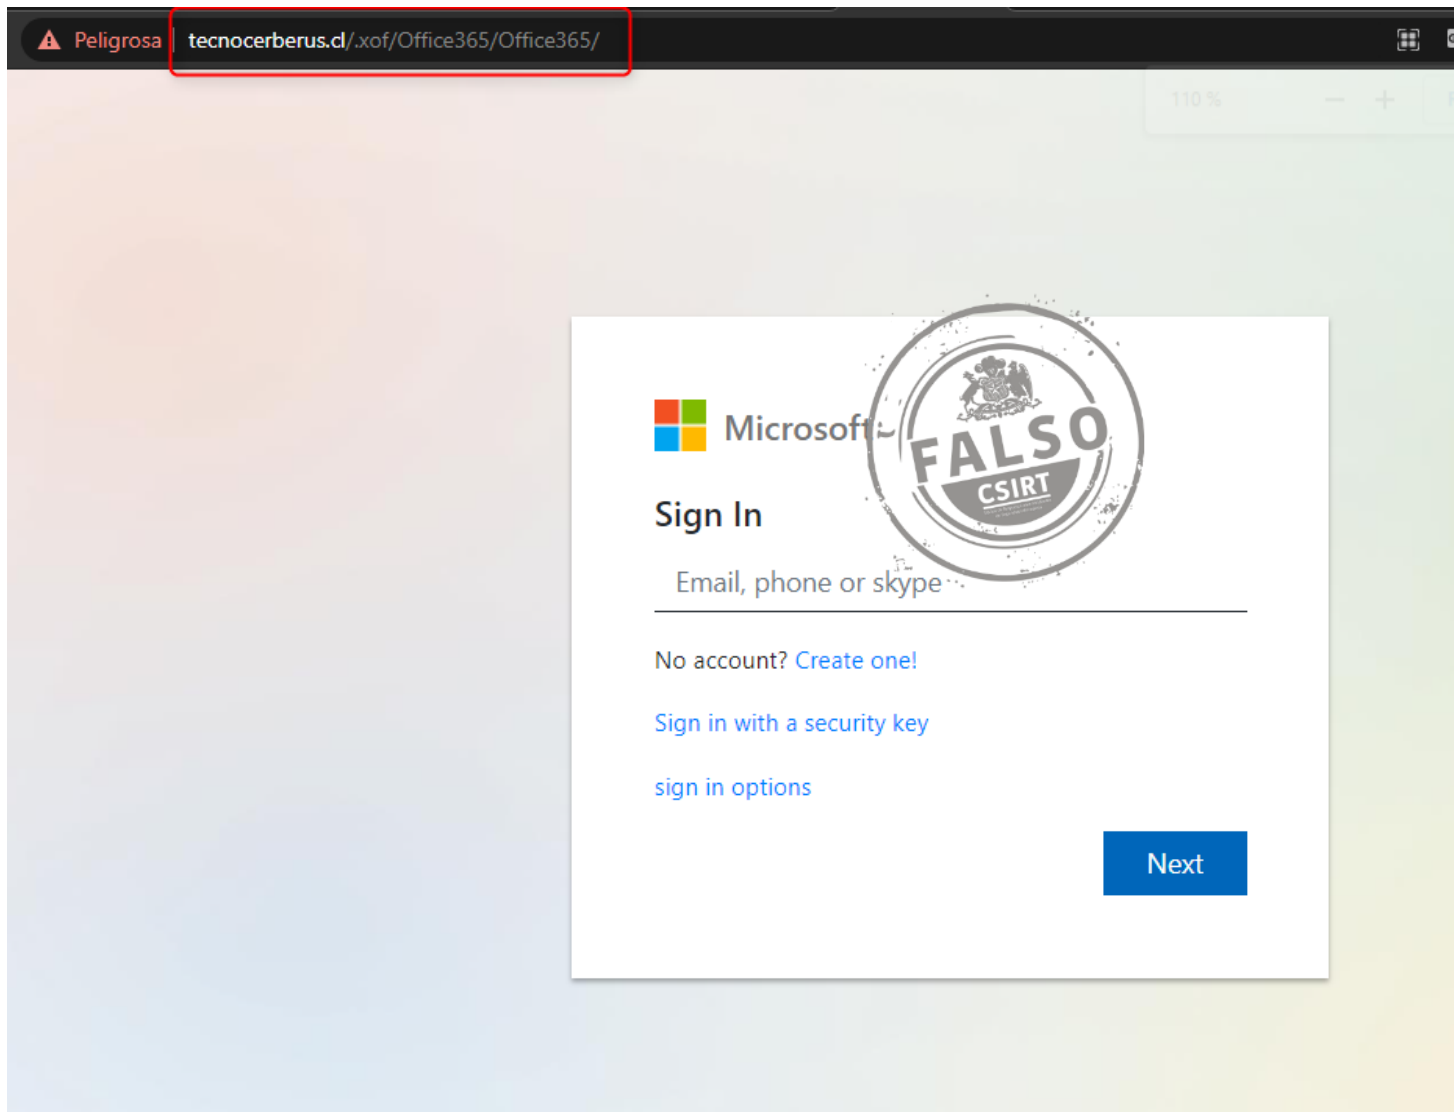 Peligrosa tecnocerberus.cl/.xof/Office365/Office365/
110 %
Microsoft
FALSO
CSIRT
Sign In
Email, phone or skype
No account? Create one!
Sign in with a security key
sign in options
Next